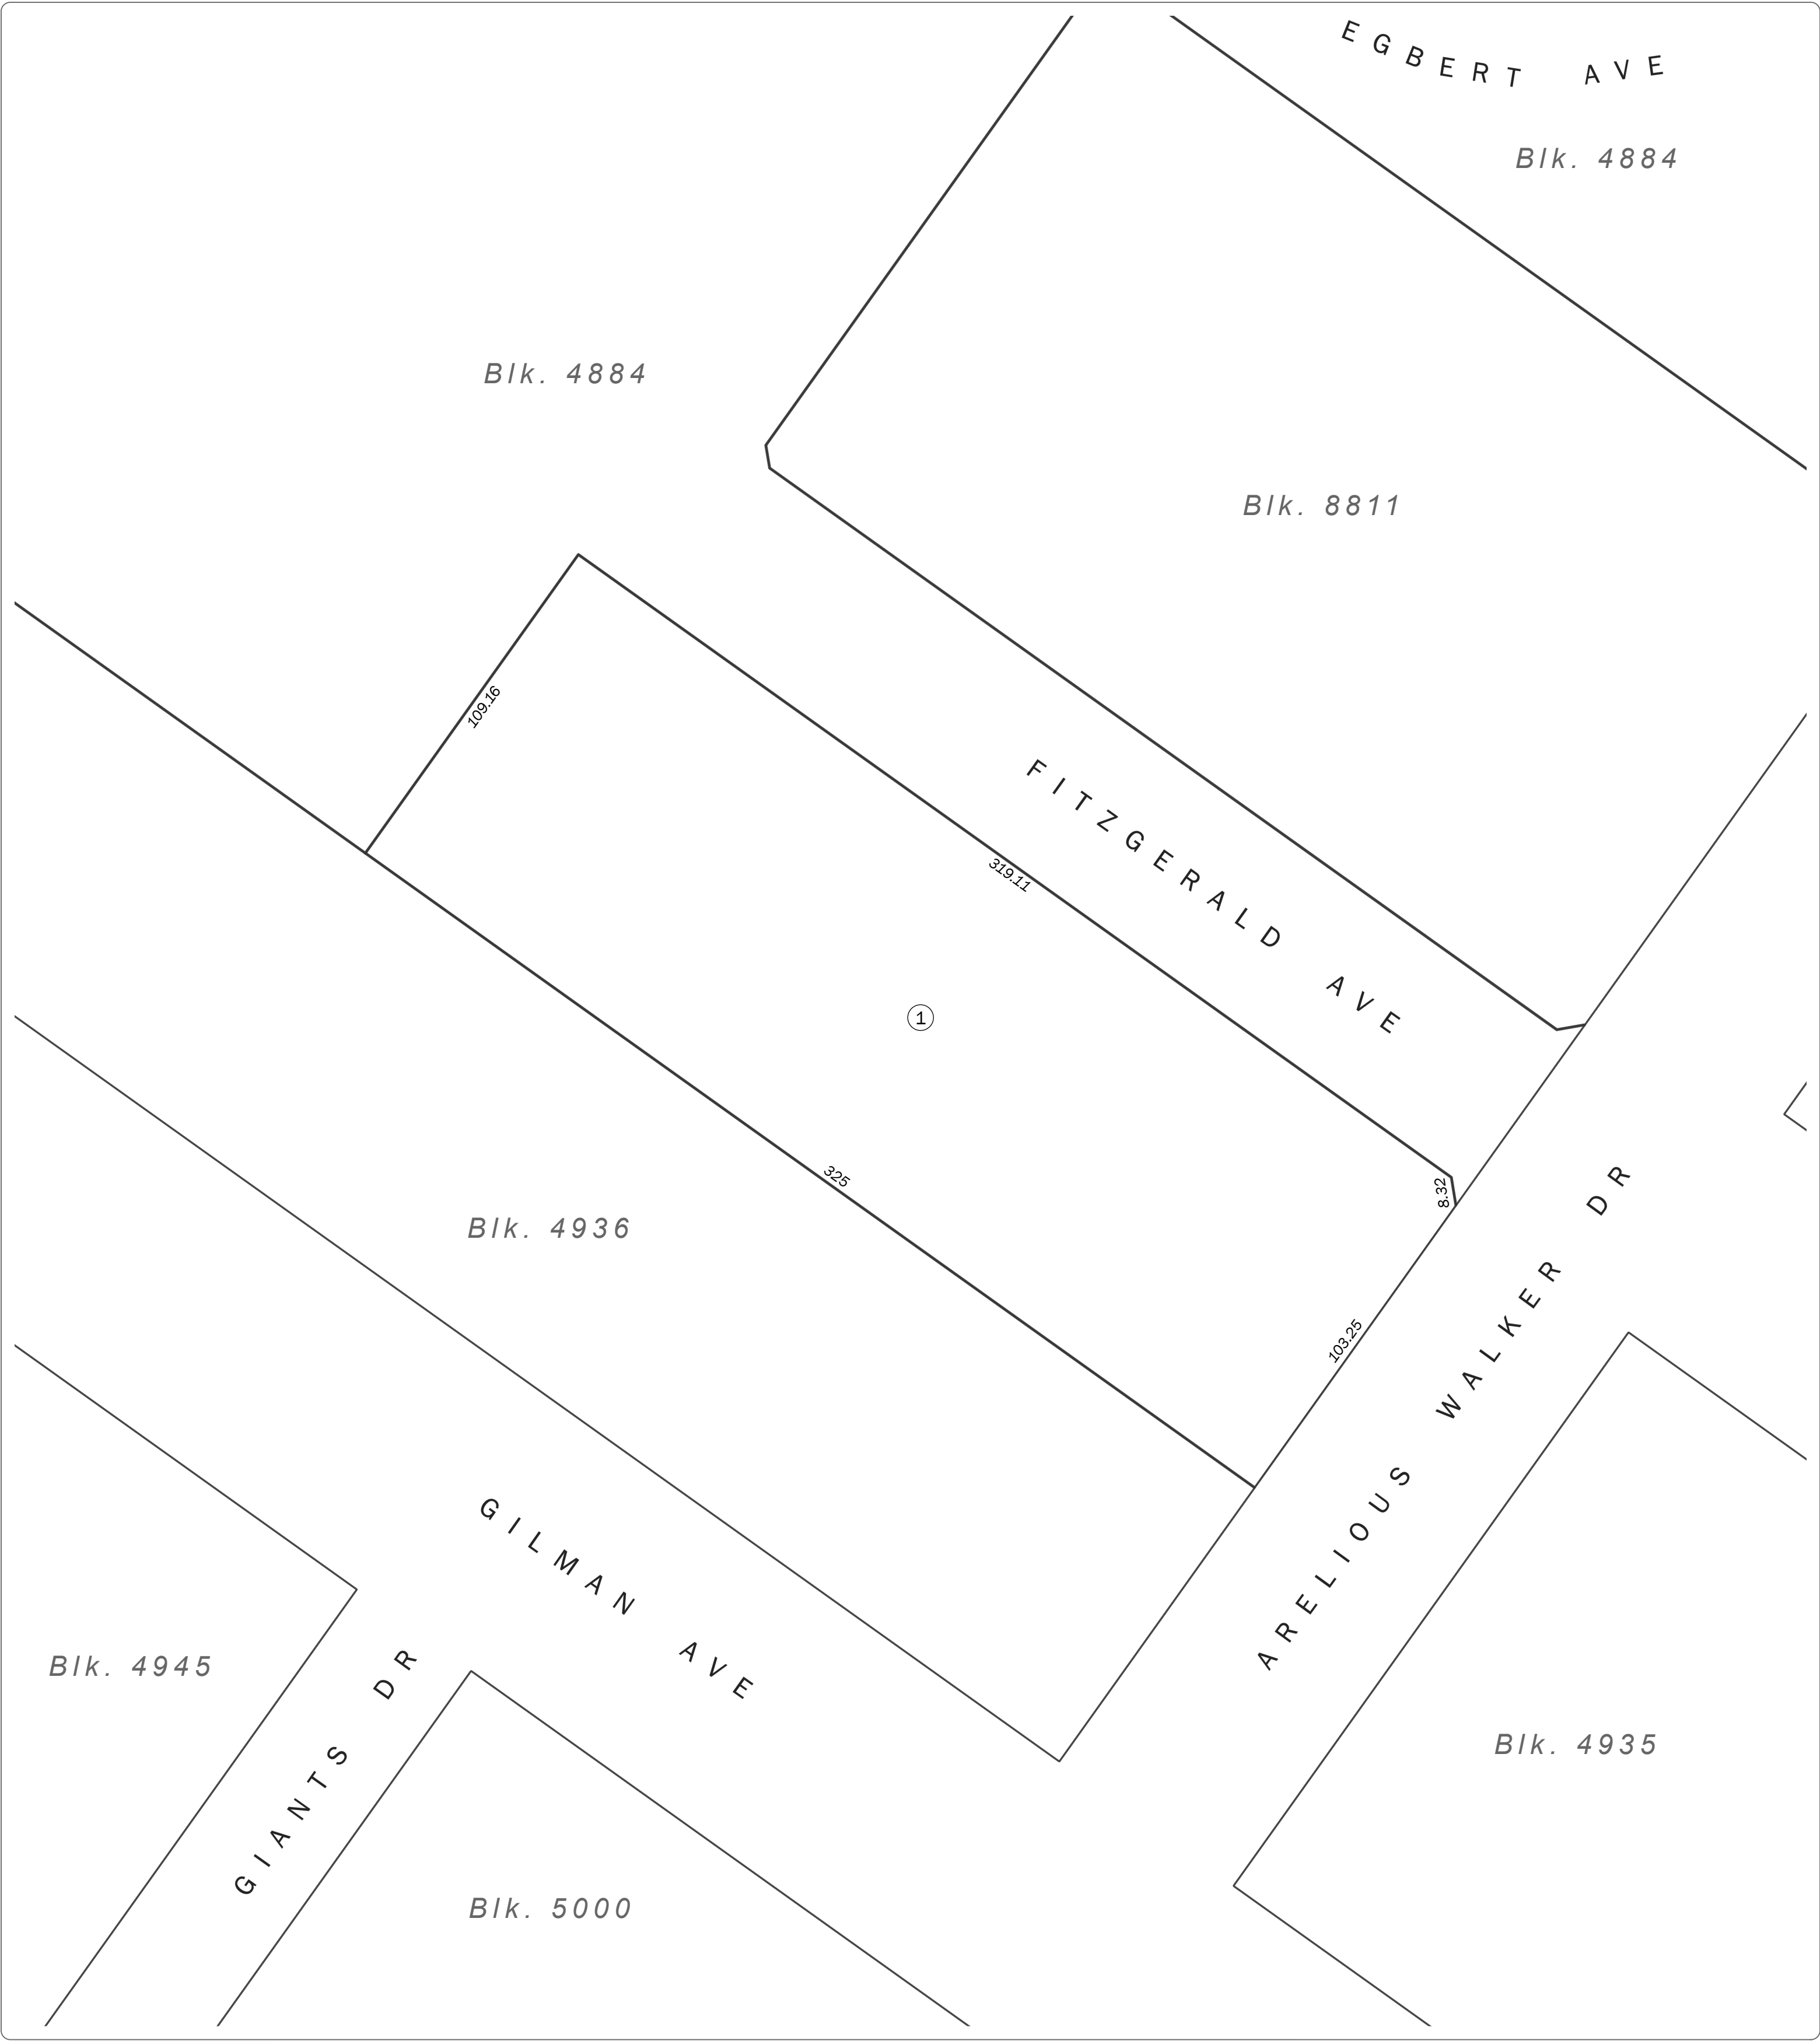 EGBERT AVE
Blk. 4884
Blk. 4884
Blk. 8811
109.16
FITZGERALD AVE
319.11
1
325
8.32
Blk. 4936
103.25
ARELIOUS WALKER DR
GILMAN AVE
Blk. 4945
GIANTS DR
Blk. 4935
Blk. 5000